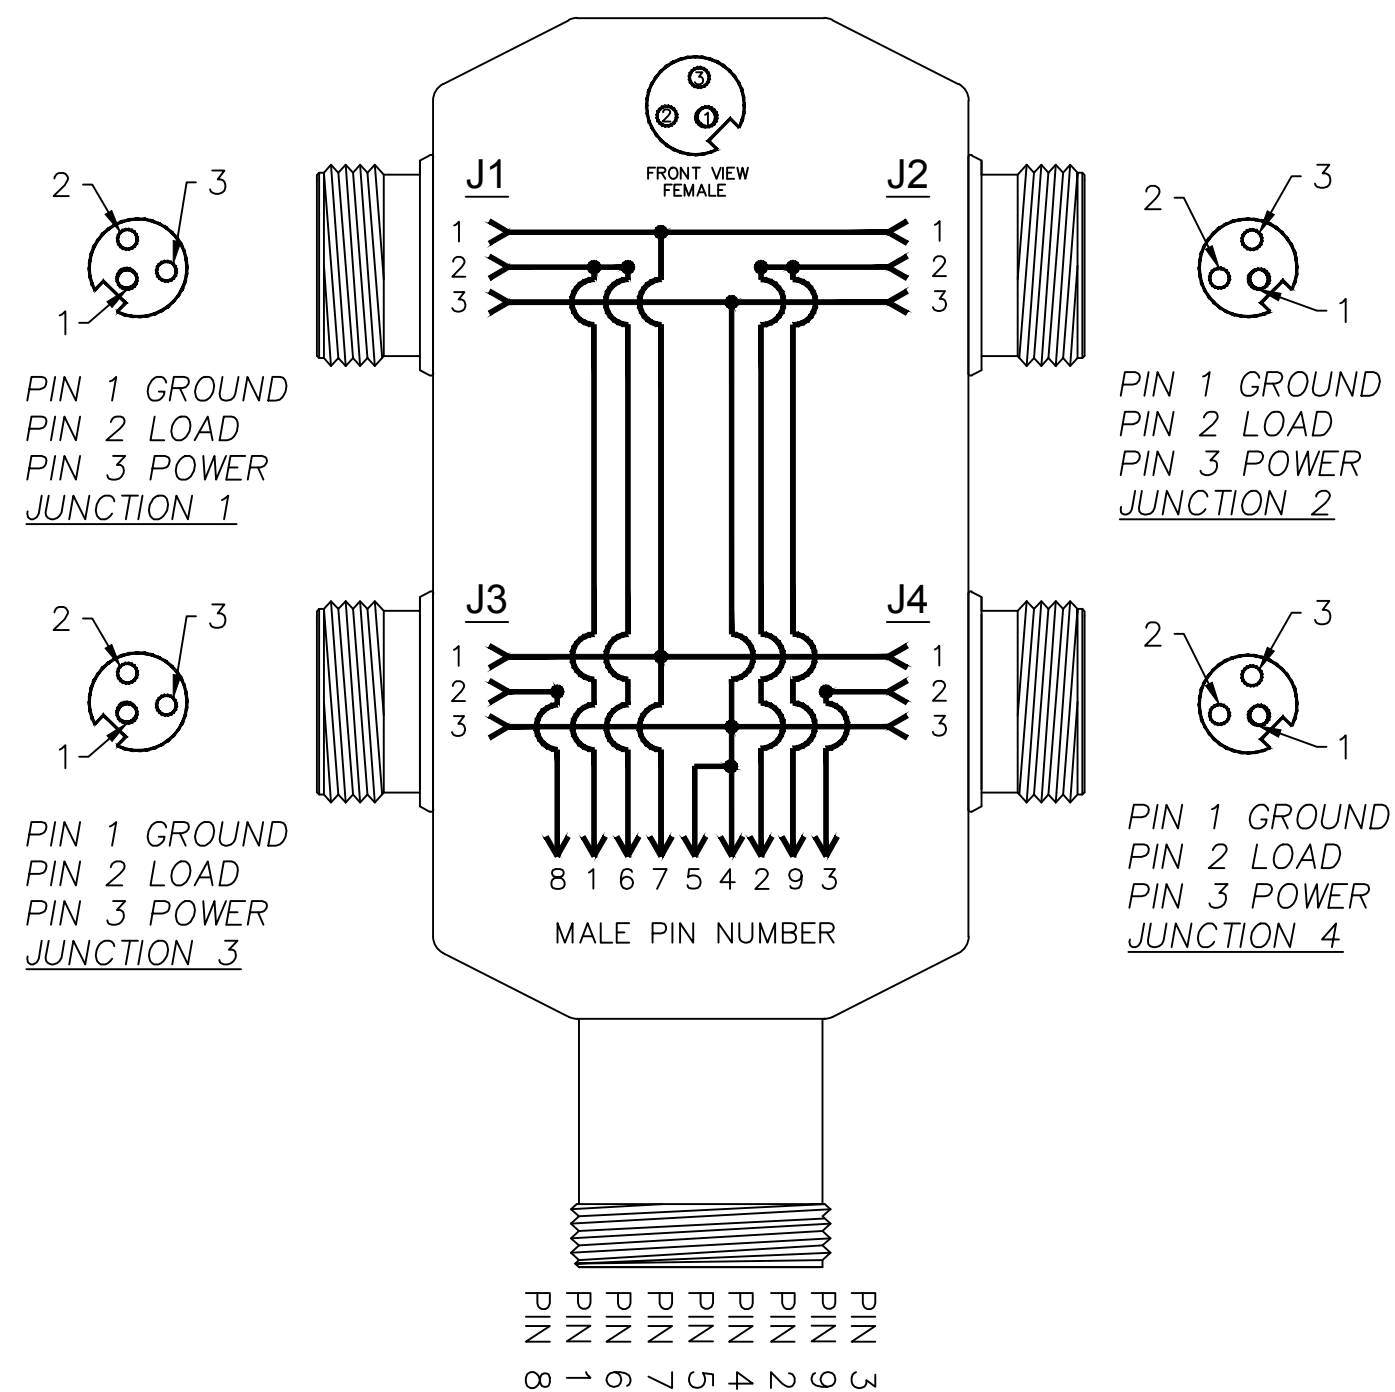 3
2 1
FRONT VIEW
FEMALE
J1
1
2
3
J2
1
2
3
2 3
1
PIN 1 GROUND
PIN 2 LOAD
PIN 3 POWER
JUNCTION 1
2 3
1
PIN 1 GROUND
PIN 2 LOAD
PIN 3 POWER
JUNCTION 2
J3
1
2
3
J4
1
2
3
2 3
1
PIN 1 GROUND
PIN 2 LOAD
PIN 3 POWER
JUNCTION 3
2 3
1
PIN 1 GROUND
PIN 2 LOAD
PIN 3 POWER
JUNCTION 4
8 1 6 7 5 4 2 9 3
MALE PIN NUMBER
PIN 8
PIN 1
PIN 6
PIN 7
PIN 5
PIN 4
PIN 2
PIN 9
PIN 3